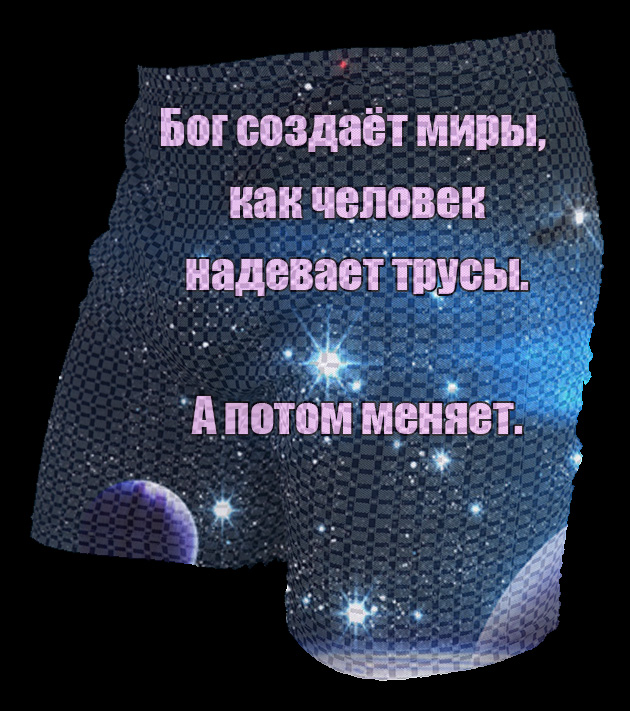 Бог создаёт миры,
как человек
надевает трусы.
А потом меняет.